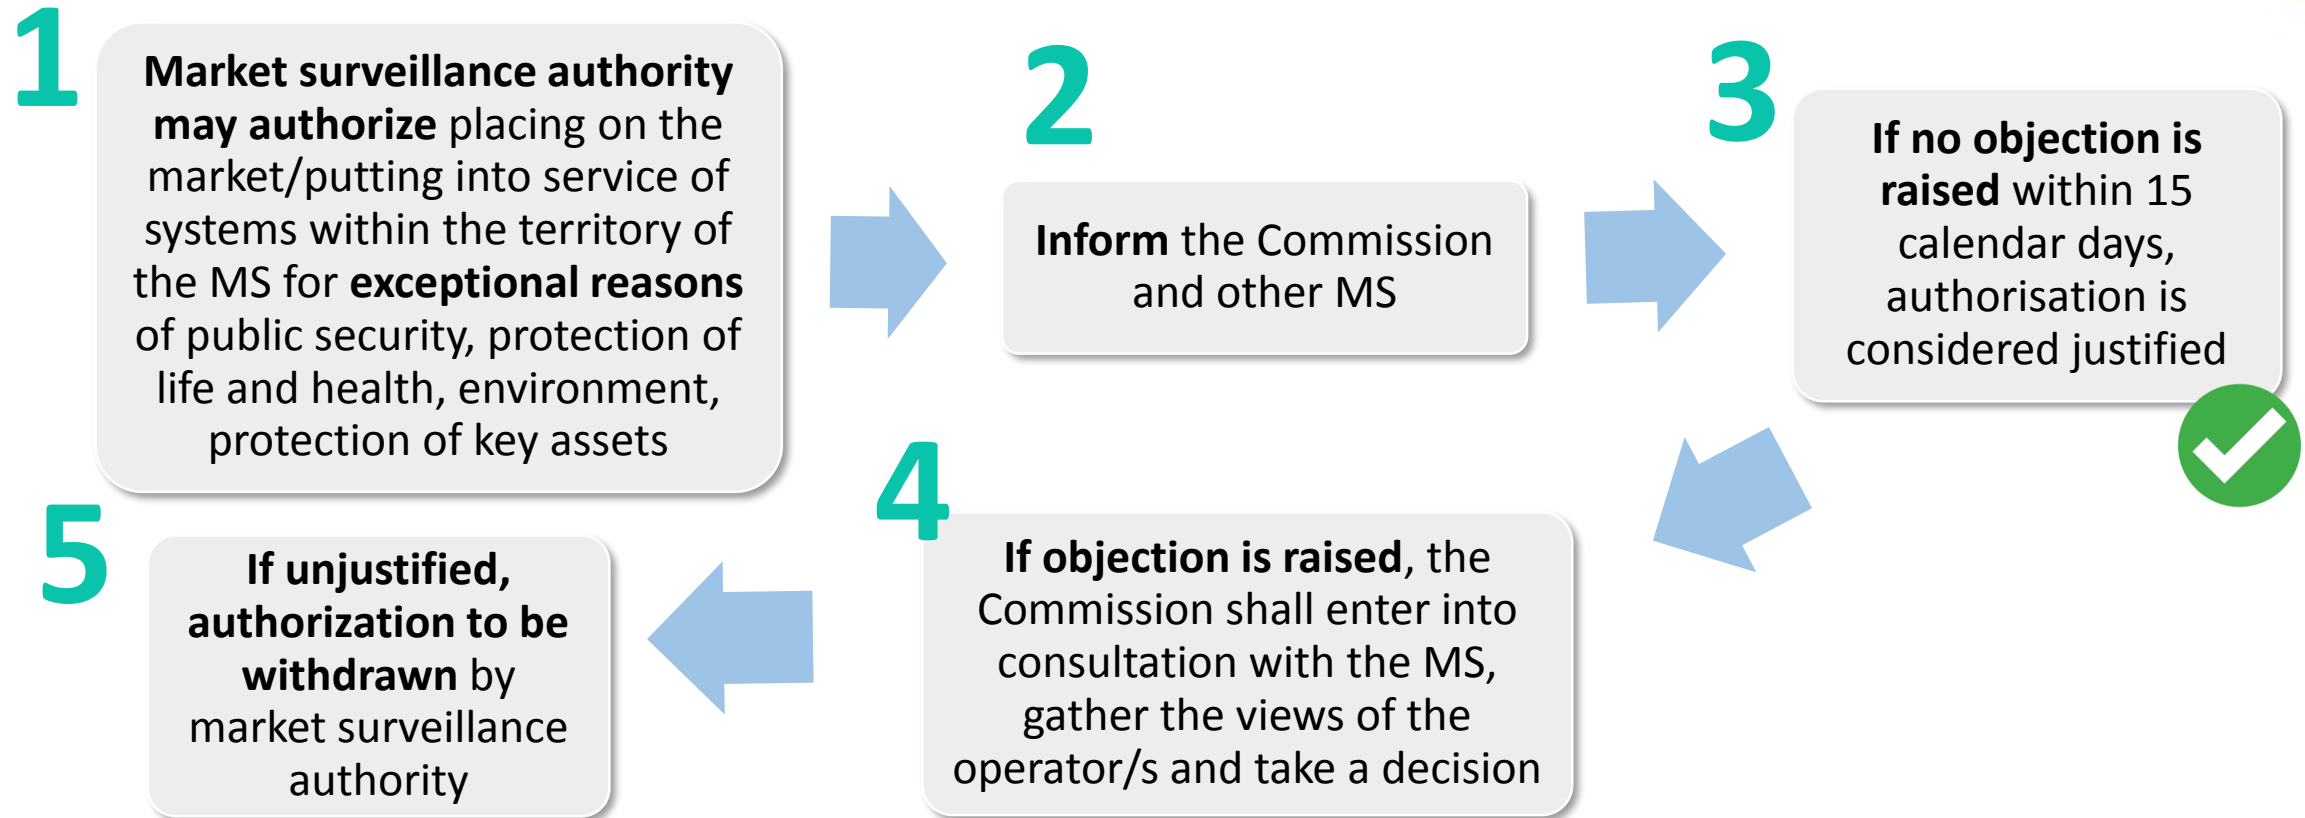 1
Market surveillance authority
may authorize placing on the
market/putting into service of
systems within the territory of
the MS for exceptional reasons
of public security, protection of
life and health, environment,
protection of key assets
2
Inform the Commission
and other MS
3
If no objection is
raised within 15
calendar days,
authorisation is
considered justified
4
If objection is raised, the
Commission shall enter into
consultation with the MS,
gather the views of the
operator/s and take a decision
5
If unjustified,
authorization to be
withdrawn by
market surveillance
authority